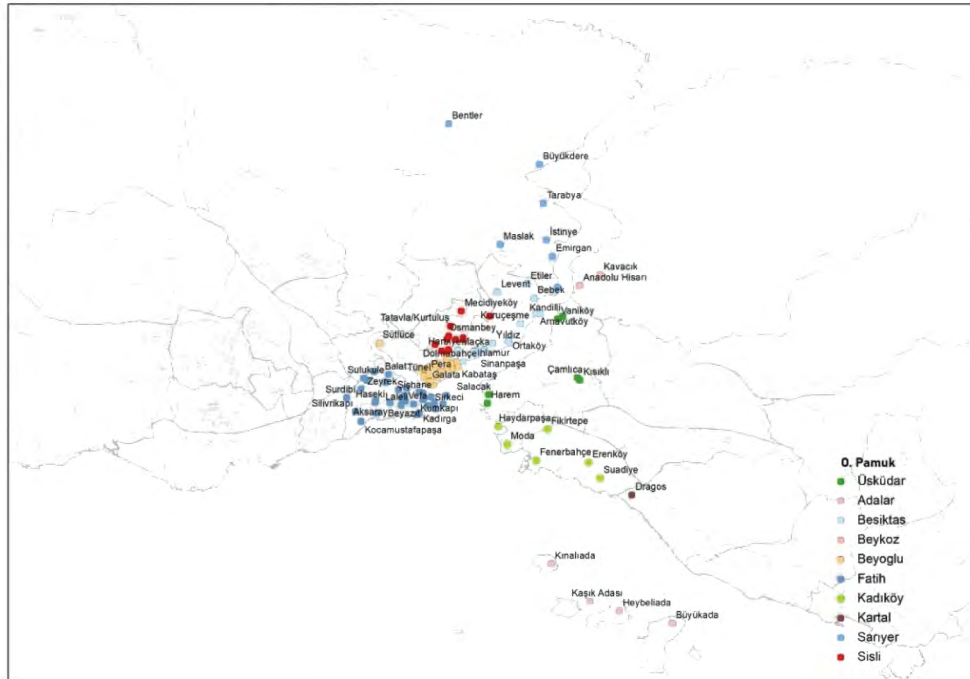 Bentler
Büyükdere
Tarabya
İstinye
Maslak
Emirgan
Kavacık
Etiler
Anadolu Hisarı
Levent
Bebek
Mecidiyeköy
Kandilli
Vaniköy
Tatavla/Kurtuluş
Kuruçeşme
Arnavutköy
Osmanbey
Sütlüce
Harbiye
Maçka
Yıldız
Ortaköy
Dolmabahçe
Ihlamur
Sulukule
Balat
Tünel
Pera
Sinanpaşa
Çamlıca
Kısıklı
Galata
Kabataş
Surdibi
Zeyrek
Şişhane
Salacak
Haseki
Laleli
Vefa
Sirkeci
Harem
Silivrikapı
Aksaray
Beyazıt
Kumkapı
Kadırga
Kocamustafapaşa
Haydarpaşa
Fikirtepe
Moda
Fenerbahçe
Erenköy
Suadiye
Dragos
Kınalıada
Kaşık Adası
Heybeliada
Büyükada
O. Pamuk
Üsküdar
Adalar
Besiktas
Beykoz
Beyoglu
Fatih
Kadıköy
Kartal
Sarıyer
Sisli